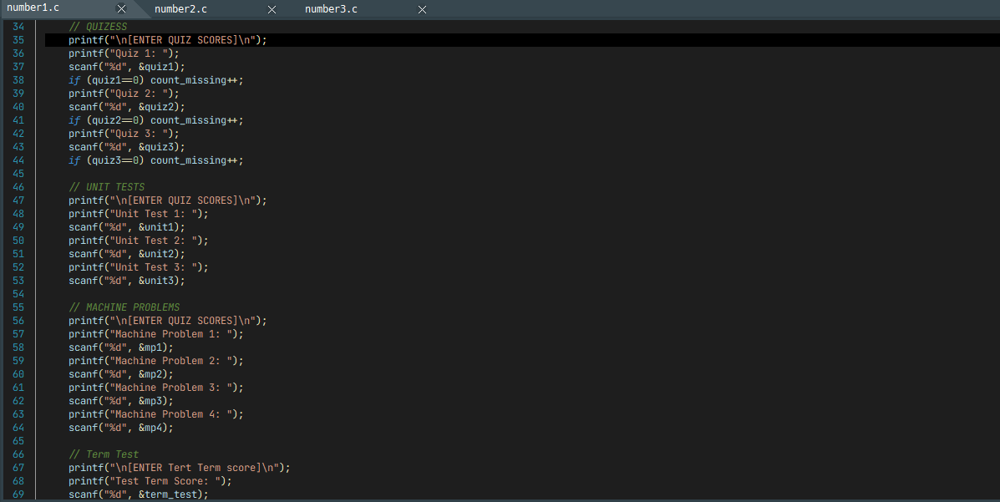 number1.c number2.c number3.c
34 // QUIZESS
35 printf("\n[ENTER QUIZ SCORES]\n");
36 printf("Quiz 1: ");
37 scanf("%d", &quiz1);
38 if (quiz1==0) count_missing++;
39 printf("Quiz 2: ");
40 scanf("%d", &quiz2);
41 if (quiz2==0) count_missing++;
42 printf("Quiz 3: ");
43 scanf("%d", &quiz3);
44 if (quiz3==0) count_missing++;
45
46 // UNIT TESTS
47 printf("\n[ENTER QUIZ SCORES]\n");
48 printf("Unit Test 1: ");
49 scanf("%d", &unit1);
50 printf("Unit Test 2: ");
51 scanf("%d", &unit2);
52 printf("Unit Test 3: ");
53 scanf("%d", &unit3);
54
55 // MACHINE PROBLEMS
56 printf("\n[ENTER QUIZ SCORES]\n");
57 printf("Machine Problem 1: ");
58 scanf("%d", &mp1);
59 printf("Machine Problem 2: ");
60 scanf("%d", &mp2);
61 printf("Machine Problem 3: ");
62 scanf("%d", &mp3);
63 printf("Machine Problem 4: ");
64 scanf("%d", &mp4);
65
66 // Term Test
67 printf("\n[ENTER Tert Term score]\n");
68 printf("Test Term Score: ");
69 scanf("%d", &term_test);